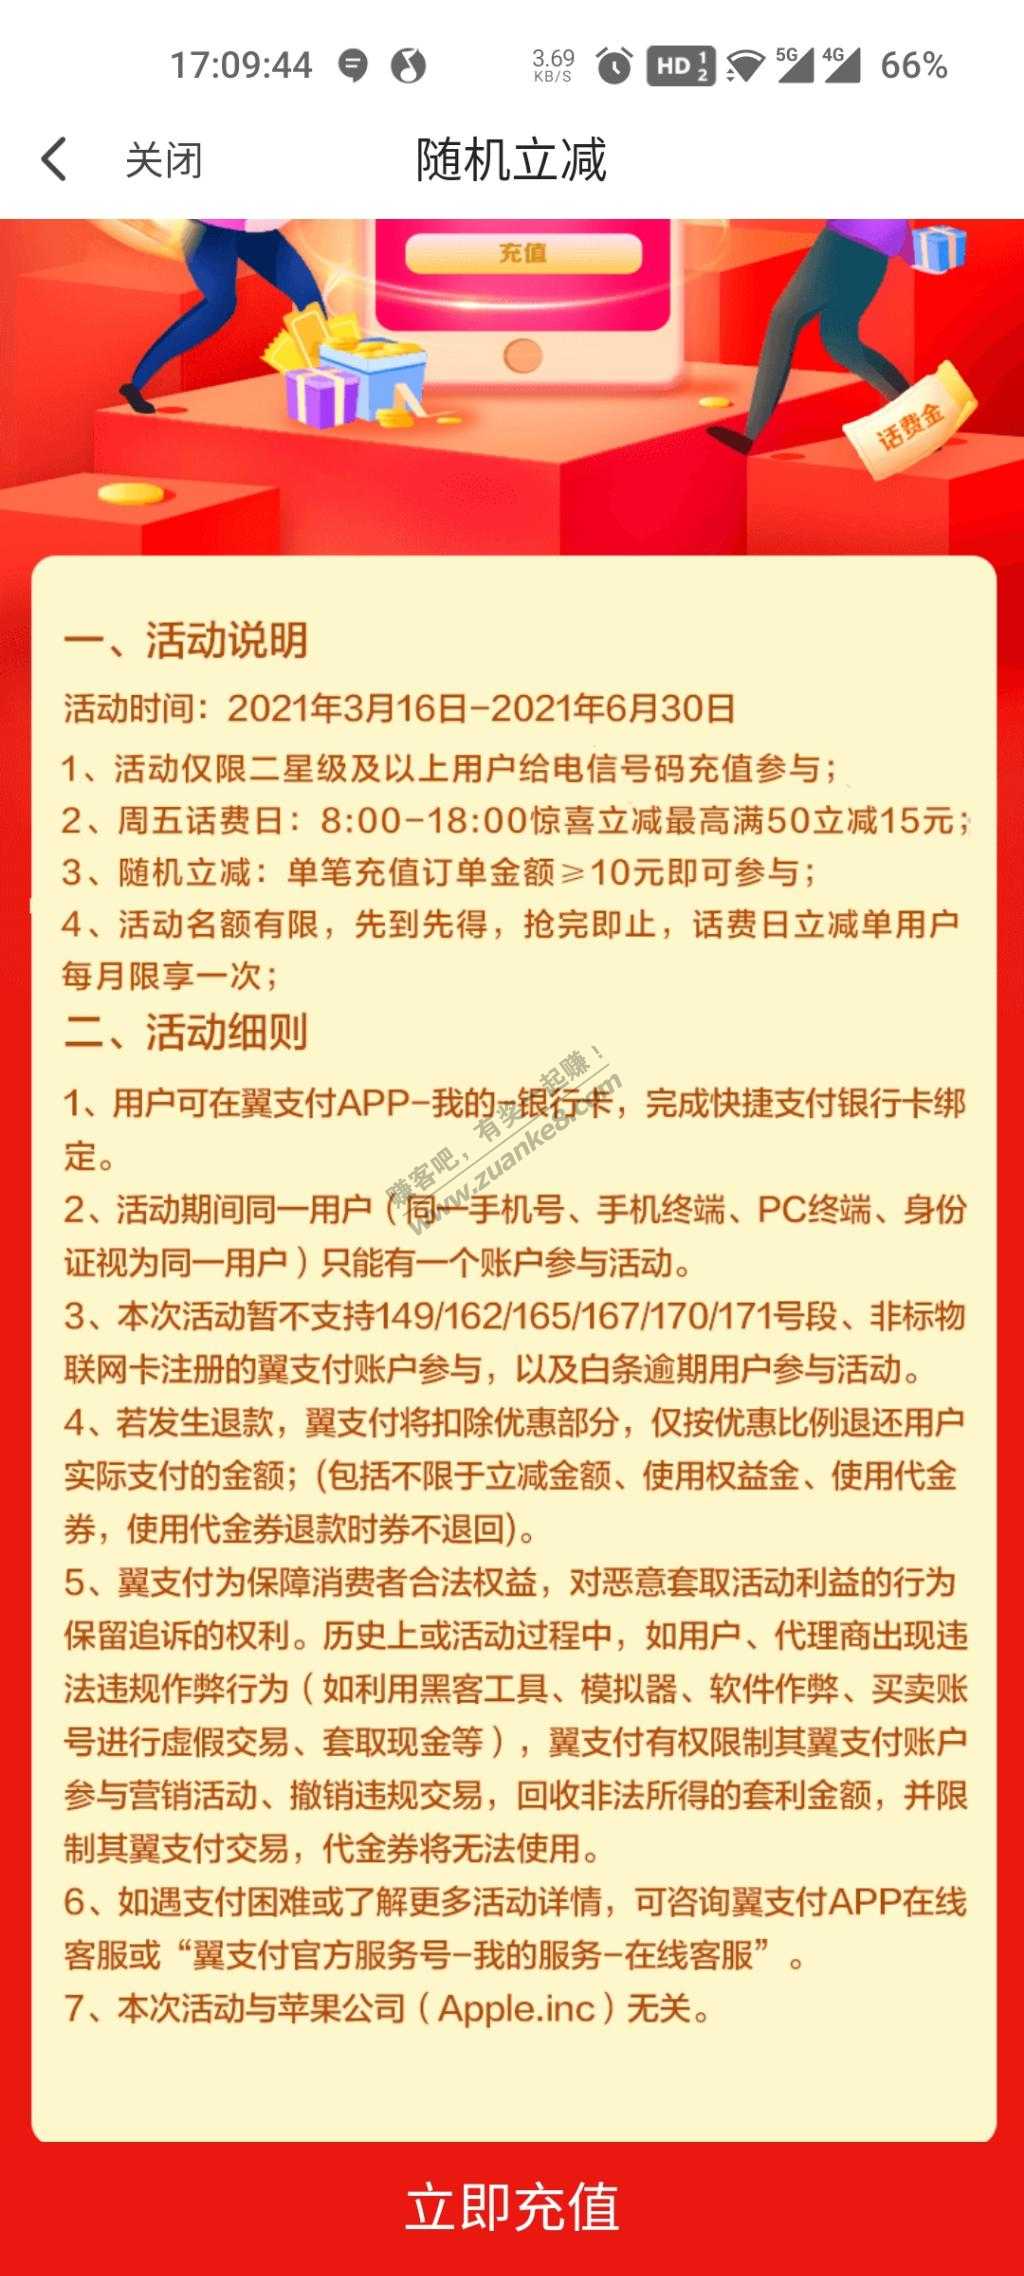 17:09:44
3.69
KB/S
HD 1 2
5G
4G
66%
关闭
随机立减
充值
话费金
一、活动说明
活动时间：2021年3月16日-2021年6月30日
1、活动仅限二星级及以上用户给电信号码充值参与；
2、周五话费日：8:00-18:00惊喜立减最高满50立减15元；
3、随机立减：单笔充值订单金额≥10元即可参与；
4、活动名额有限，先到先得，抢完即止，话费日立减单用户
每月限享一次；
二、活动细则
1、用户可在翼支付APP-我的-银行卡，完成快捷支付银行卡绑
定。
2、活动期间同一用户（同一手机号、手机终端、PC终端、身份
证视为同一用户）只能有一个账户参与活动。
3、本次活动暂不支持149/162/165/167/170/171号段、非标物
联网卡注册的翼支付账户参与，以及白条逾期用户参与活动。
4、若发生退款，翼支付将扣除优惠部分，仅按优惠比例退还用户
实际支付的金额；(包括不限于立减金额、使用权益金、使用代金
券，使用代金券退款时券不退回)。
5、翼支付为保障消费者合法权益，对恶意套取活动利益的行为
保留追诉的权利。历史上或活动过程中，如用户、代理商出现违
法违规作弊行为（如利用黑客工具、模拟器、软件作弊、买卖账
号进行虚假交易、套取现金等），翼支付有权限制其翼支付账户
参与营销活动、撤销违规交易，回收非法所得的套利金额，并限
制其翼支付交易，代金券将无法使用。
6、如遇支付困难或了解更多活动详情，可咨询翼支付APP在线
客服或“翼支付官方服务号-我的服务-在线客服”。
7、本次活动与苹果公司（Apple.inc）无关。
赚客吧，有奖一起赚！
www.zuanke8.com
立即充值